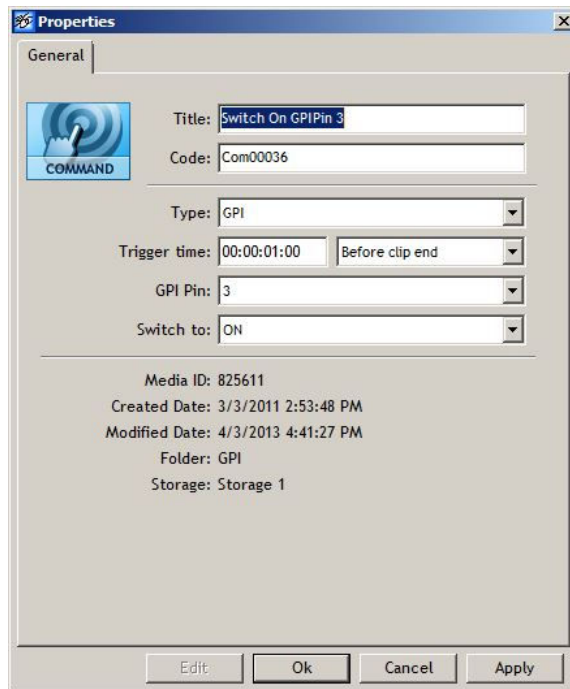 Properties
General
COMMAND
Title: Switch On GPIPin 3
Code: Com00036
Type: GPI
Trigger time: 00:00:01:00 Before clip end
GPI Pin: 3
Switch to: ON
Media ID: 825611
Created Date: 3/3/2011 2:53:48 PM
Modified Date: 4/3/2013 4:41:27 PM
Folder: GPI
Storage: Storage 1
Edit Ok Cancel Apply